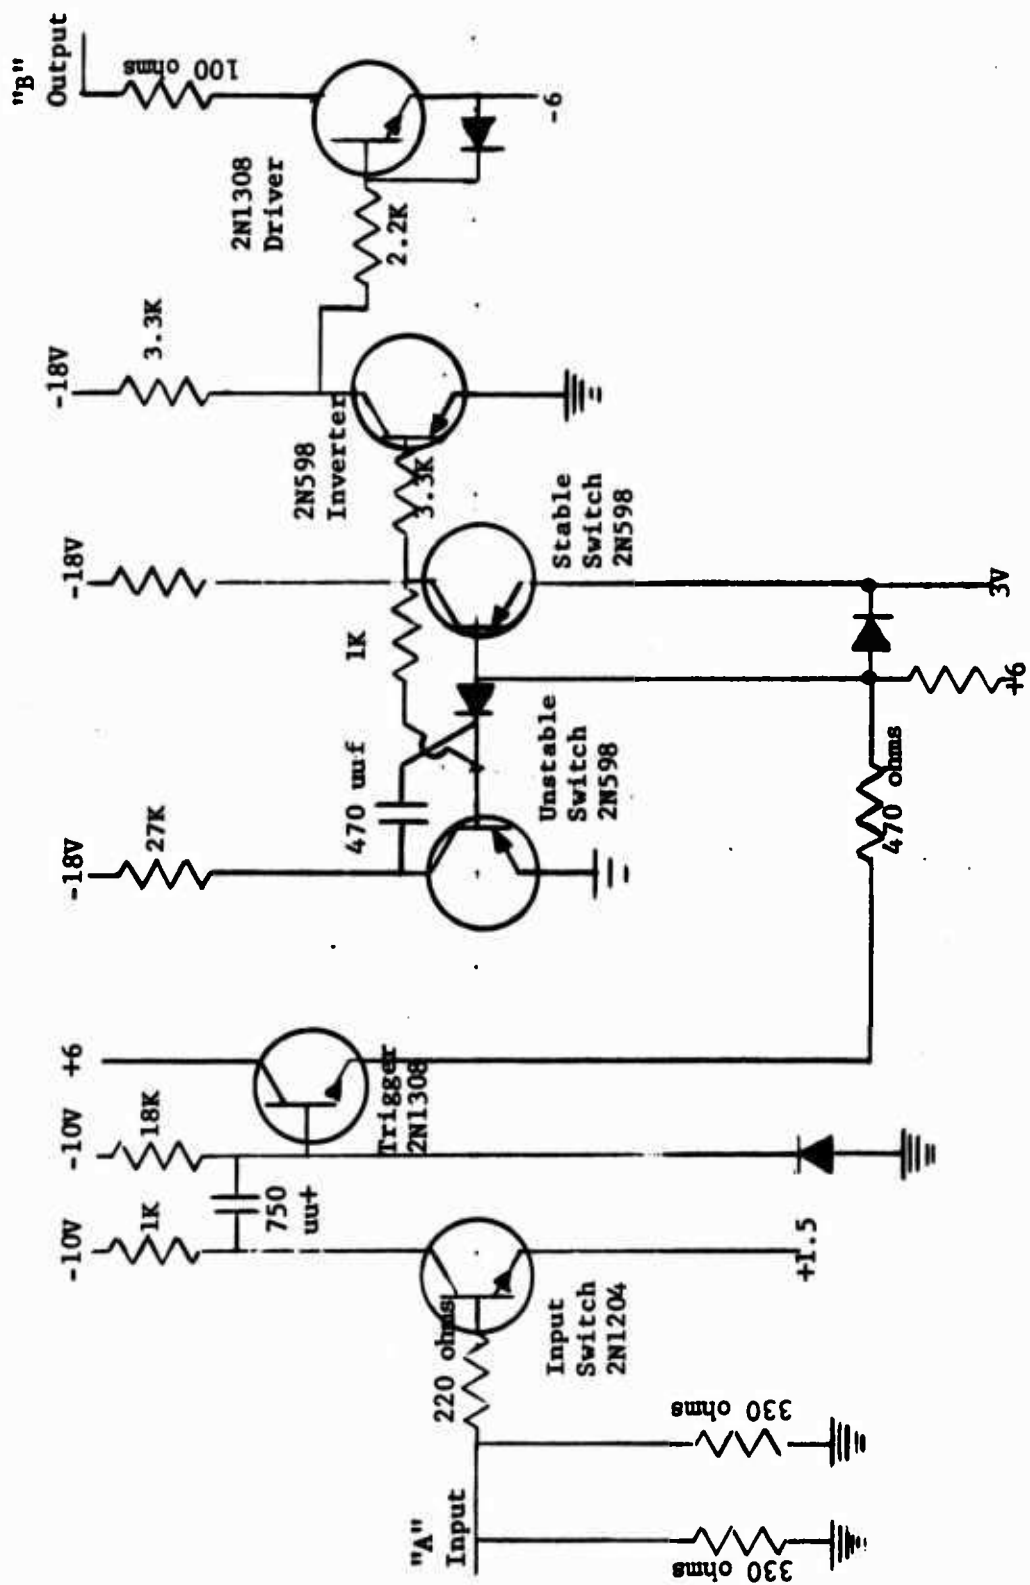 "A"
Input
330 ohms
330 ohms
220 ohms
Input
Switch
2N1204
+1.5
-10V
1K
750
uu+
-10V
18K
+6
Trigger
2N1308
470 ohms
+6
3V
-18V
27K
470 uuf
Unstable
Switch
2N598
1K
-18V
Stable
Switch
2N598
3.3K
2N598
Inverter
-18V
3.3K
2.2K
2N1308
Driver
-6
100 ohms
"B"
Output